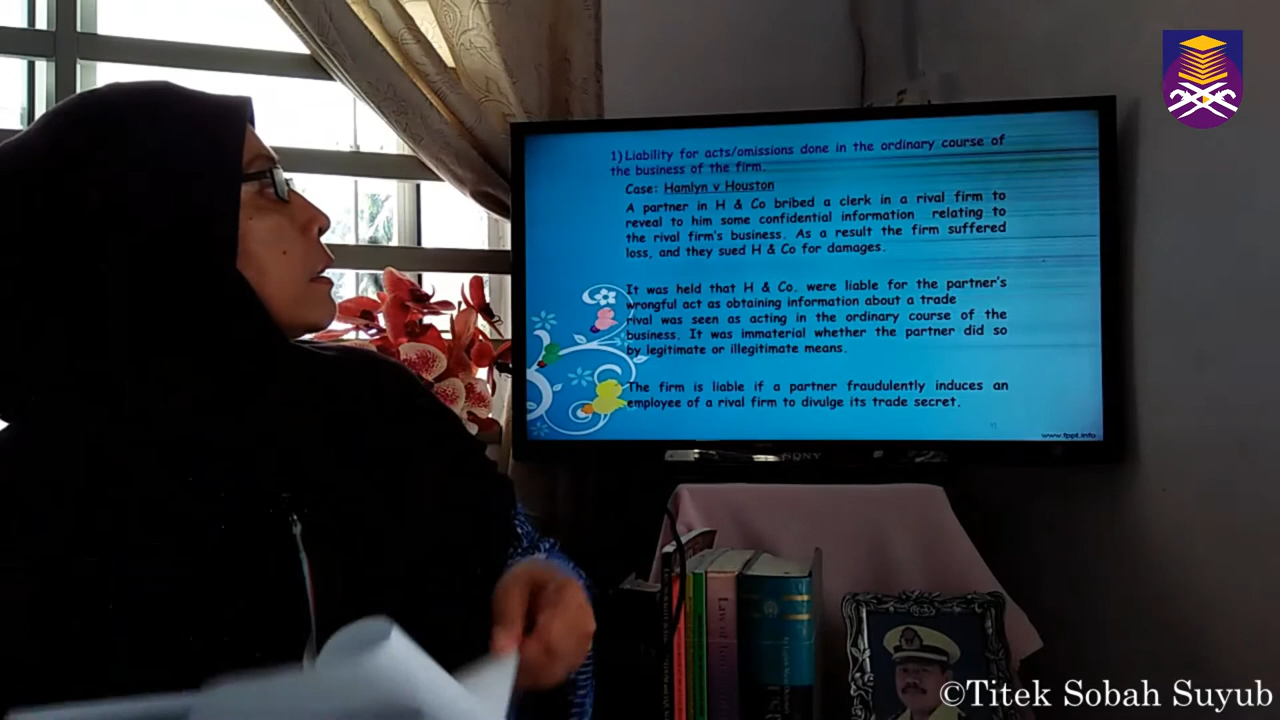 1) Liability for acts/omissions done in the ordinary course of
the business of the firm.
Case: Hamlyn v Houston
A partner in H & Co bribed a clerk in a rival firm to
reveal to him some confidential information relating to
the rival firm's business. As a result the firm suffered
loss, and they sued H & Co for damages.
It was held that H & Co. were liable for the partner's
wrongful act as obtaining information about a trade
rival was seen as acting in the ordinary course of the
business. It was immaterial whether the partner did so
by legitimate or illegitimate means.
The firm is liable if a partner fraudulently induces an
employee of a rival firm to divulge its trade secret.
www.fppt.info
SONY
Law of
©Titek Sobah Suyub